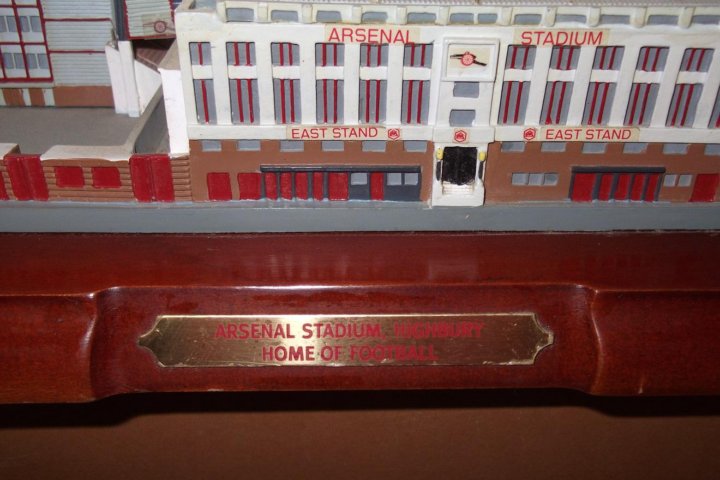 ARSENAL STADIUM
EAST STAND EAST STAND
ARSENAL STADIUM, HIGHBURY
HOME OF FOOTBALL